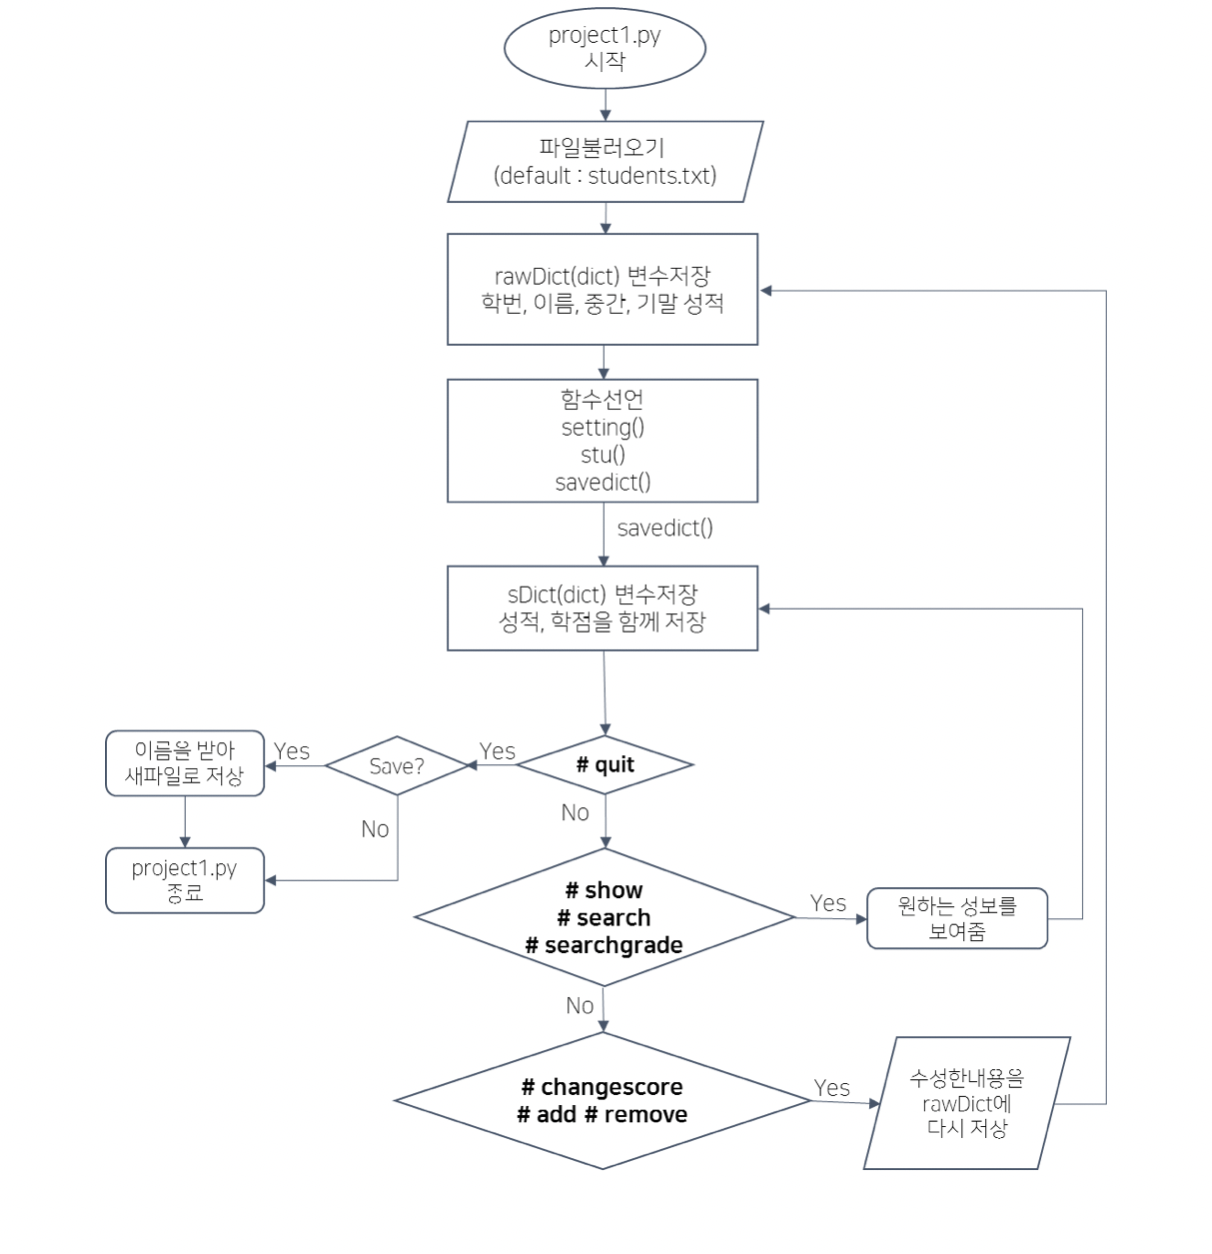 project1.py
시작
파일불러오기
(default : students.txt)
rawDict(dict) 변수저장
학번, 이름, 중간, 기말 성적
함수선언
setting()
stu()
savedict()
savedict()
sDict(dict) 변수저장
성적, 학점을 함께 저장
# quit
Yes
Save?
Yes
이름을 받아
새파일로 저장
No
project1.py
종료
No
# show
# search
# searchgrade
Yes
원하는 정보를
보여줌
No
# changescore
# add # remove
Yes
수정한내용을
rawDict에
다시 저장